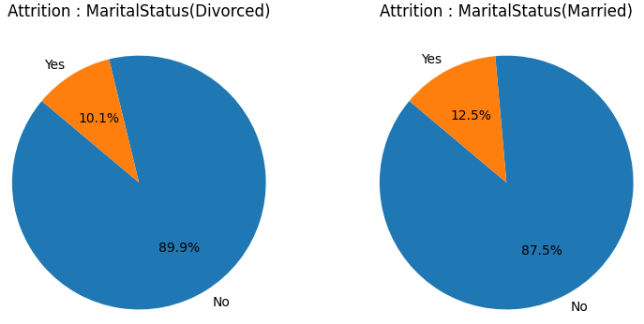 Attrition : MaritalStatus(Divorced)
Yes
10.1%
89.9%
No
Attrition : MaritalStatus(Married)
Yes
12.5%
87.5%
No